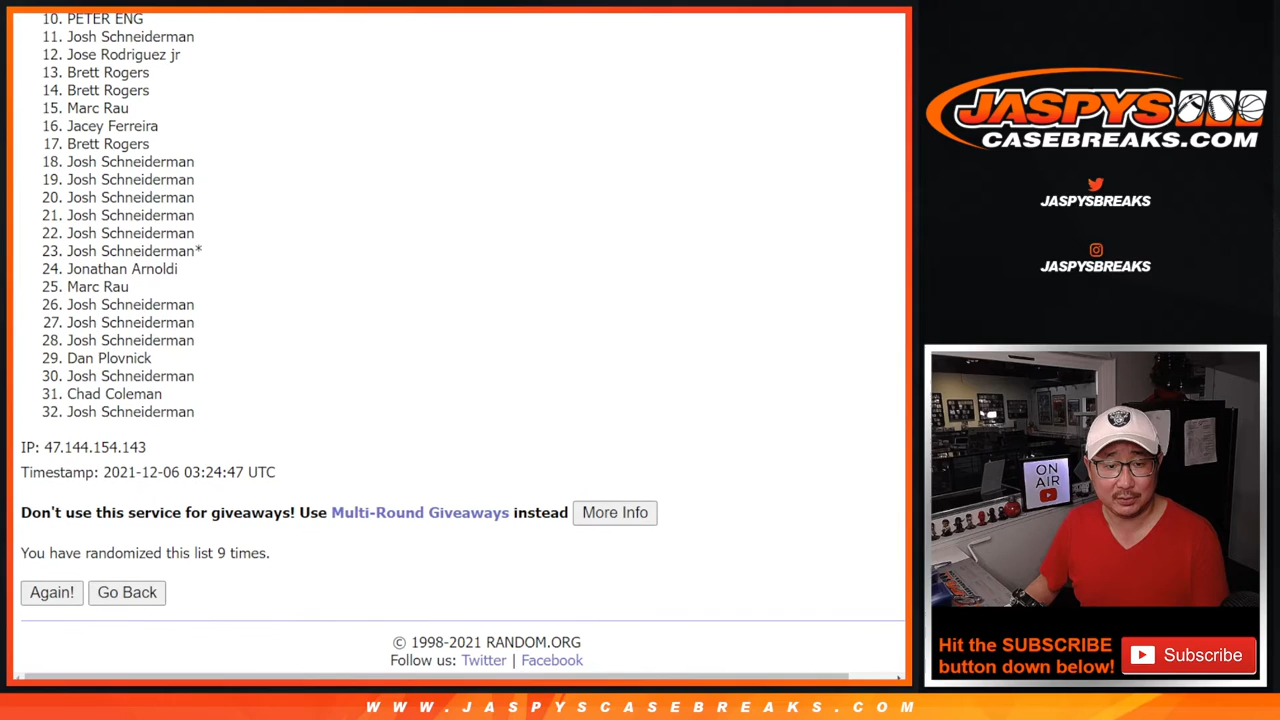 10. PETER ENG
11. Josh Schneiderman
12. Jose Rodriguez jr
13. Brett Rogers
14. Brett Rogers
15. Marc Rau
16. Jacey Ferreira
17. Brett Rogers
18. Josh Schneiderman
19. Josh Schneiderman
20. Josh Schneiderman
21. Josh Schneiderman
22. Josh Schneiderman
23. Josh Schneiderman*
24. Jonathan Arnoldi
25. Marc Rau
26. Josh Schneiderman
27. Josh Schneiderman
28. Josh Schneiderman
29. Dan Plovnick
30. Josh Schneiderman
31. Chad Coleman
32. Josh Schneiderman
IP: 47.144.154.143
Timestamp: 2021-12-06 03:24:47 UTC
Don't use this service for giveaways! Use Multi-Round Giveaways instead More Info
You have randomized this list 9 times.
Again! Go Back
© 1998-2021 RANDOM.ORG
Follow us: Twitter | Facebook
JASPYS
CASEBREAKS.COM
JASPYSBREAKS
JASPYSBREAKS
ON
AIR
Hit the SUBSCRIBE
button down below!
Subscribe
WWW.JASPYSCASEBREAKS.COM